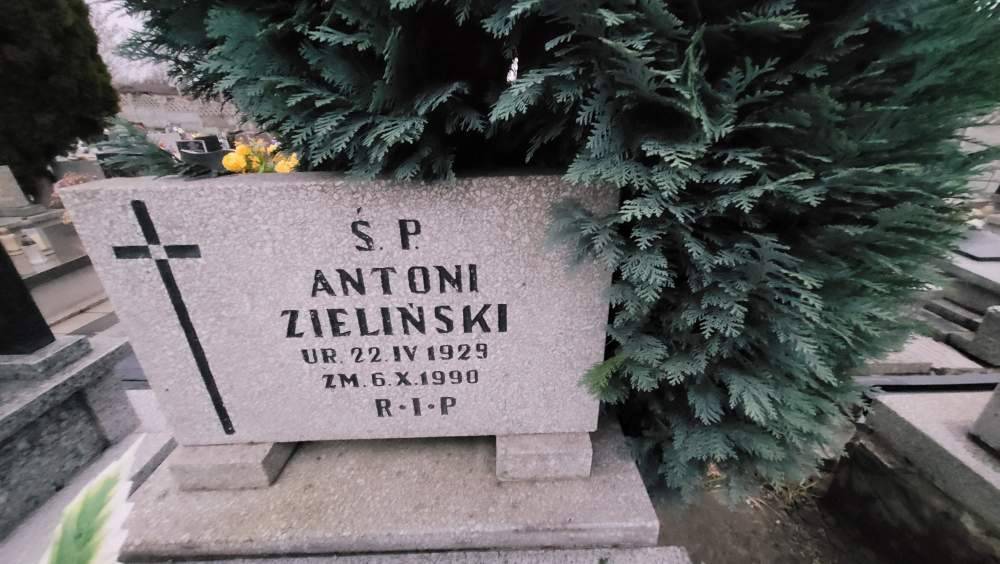 Ś. P.
ANTONI
ZIELIŃSKI
UR. 22. IV 1929
ZM. 6. X. 1990
R·I·P